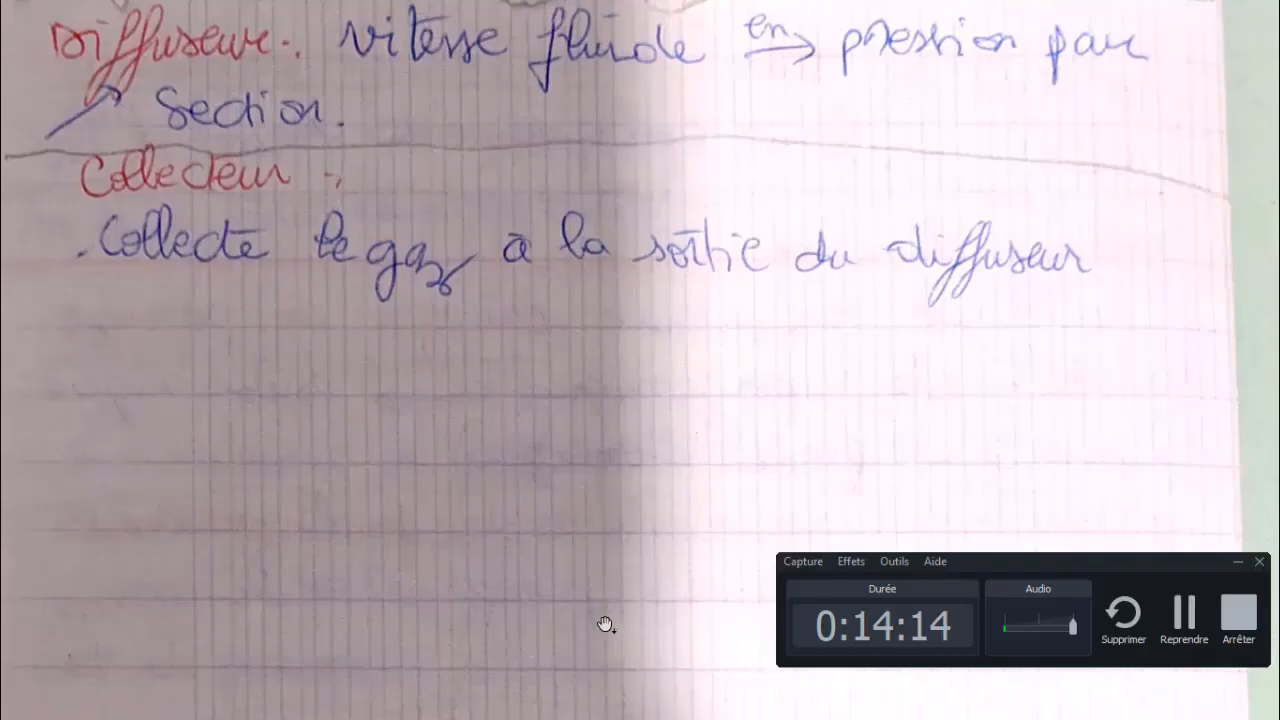 Diffuseur: vitesse fluide en → pression par
↗ Section.
Collecteur :
. Collecte le gaz à la sortie du diffuseur
Capture Effets Outils Aide
Durée Audio
0:14:14
Supprimer Reprendre Arrêter